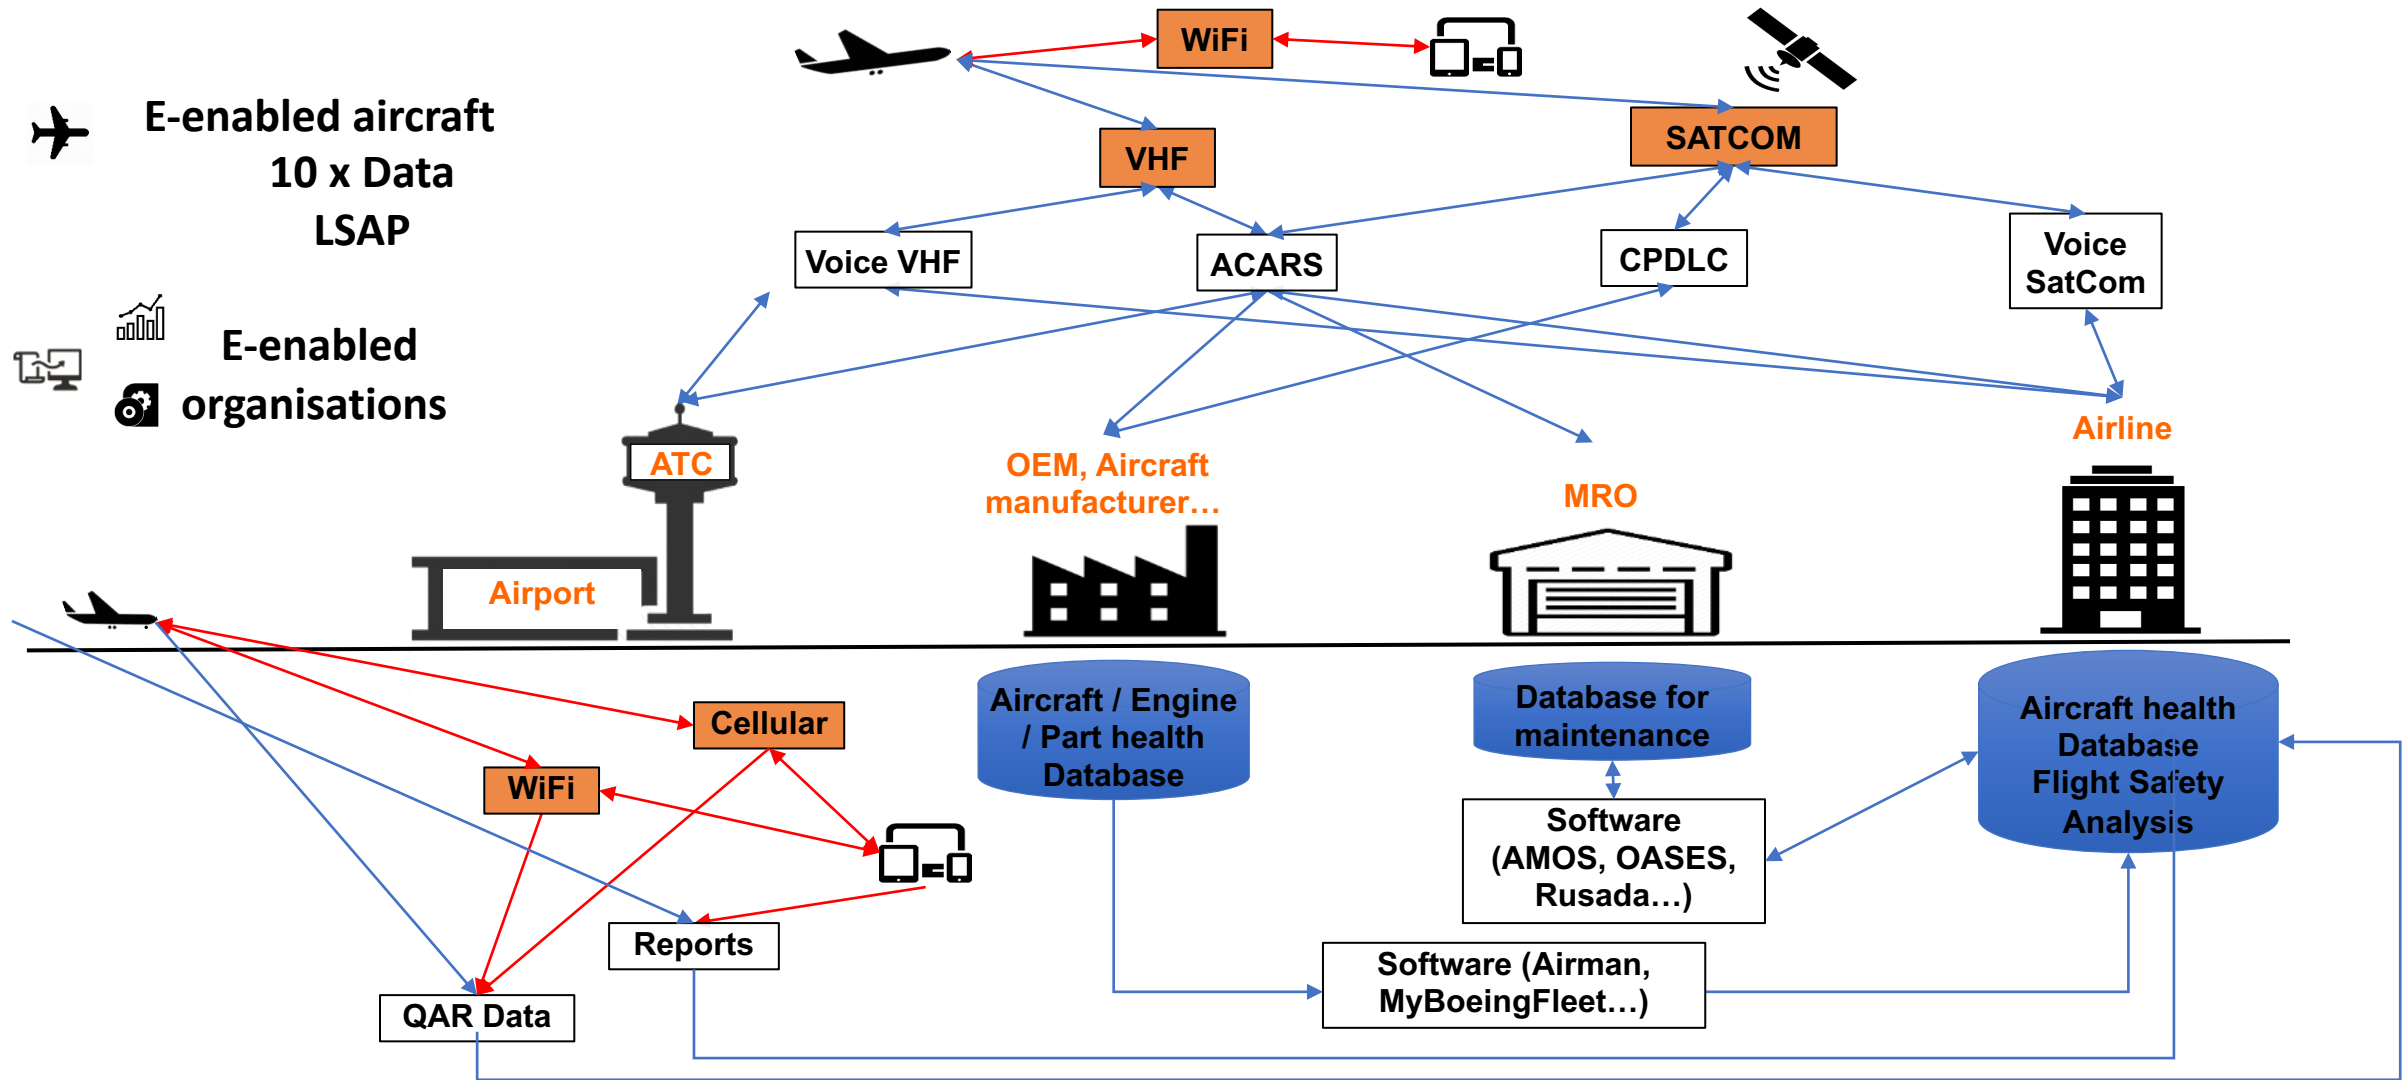 WiFi
E-enabled aircraft
10 x Data
LSAP
VHF
SATCOM
Voice VHF
ACARS
CPDLC
Voice
SatCom
E-enabled
organisations
ATC
OEM, Aircraft
manufacturer…
MRO
Airline
Airport
Cellular
WiFi
Aircraft / Engine
/ Part health
Database
Database for
maintenance
Aircraft health
Database
Flight Safety
Analysis
Software
(AMOS, OASES,
Rusada…)
Reports
Software (Airman,
MyBoeingFleet…)
QAR Data